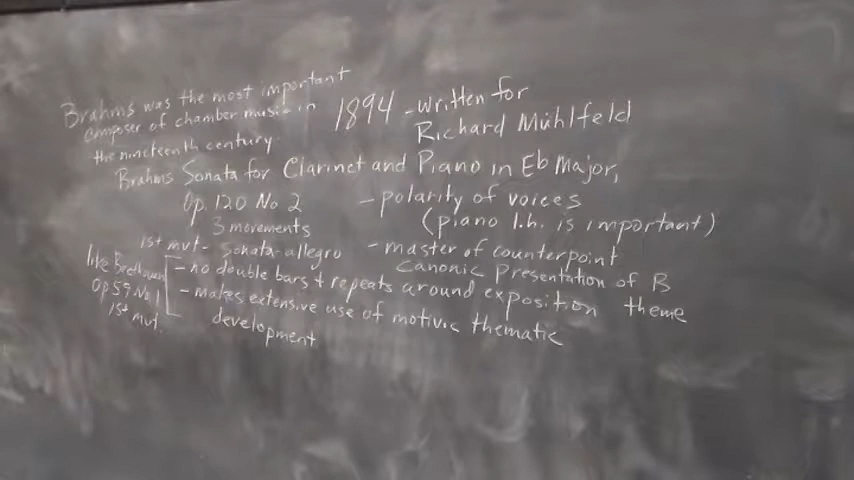 Brahms was the most important
composer of chamber music in
the nineteenth century.
1894 - written for
Richard Mühlfeld
Brahms Sonata for Clarinet and Piano in Eb Major,
Op. 120 No 2
3 movements
- polarity of voices
(piano l.h. is important)
1st mvt - Sonata-allegro
- master of counterpoint
Canonic Presentation of B
theme
like Beethoven
Op 59 No 1
1st mvt.
- no double bars + repeats around exposition
- makes extensive use of motivic thematic
development